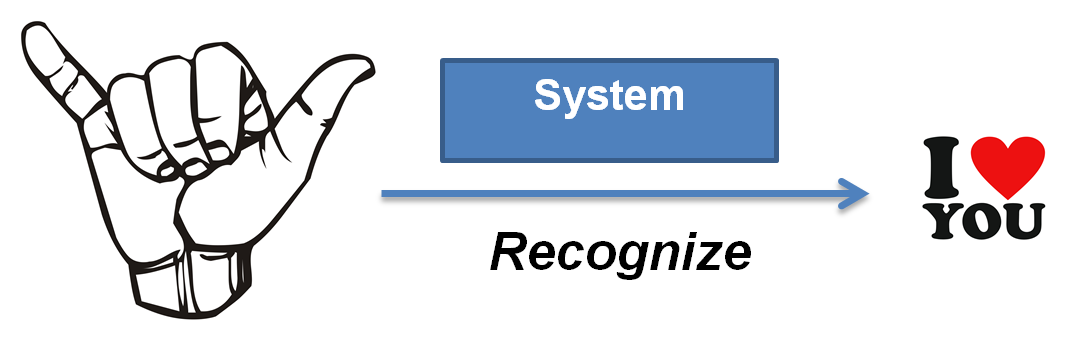 System
Recognize
I ❤
YOU